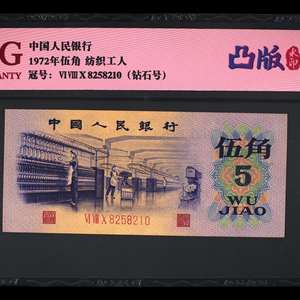 G
ANTY
中国人民银行
1972年伍角 纺织工人
冠号：VI VIII X 8258210（钻石号）
凸版
水印
中国人民银行
伍角
5
WU
JIAO
VI VIII X 8258210